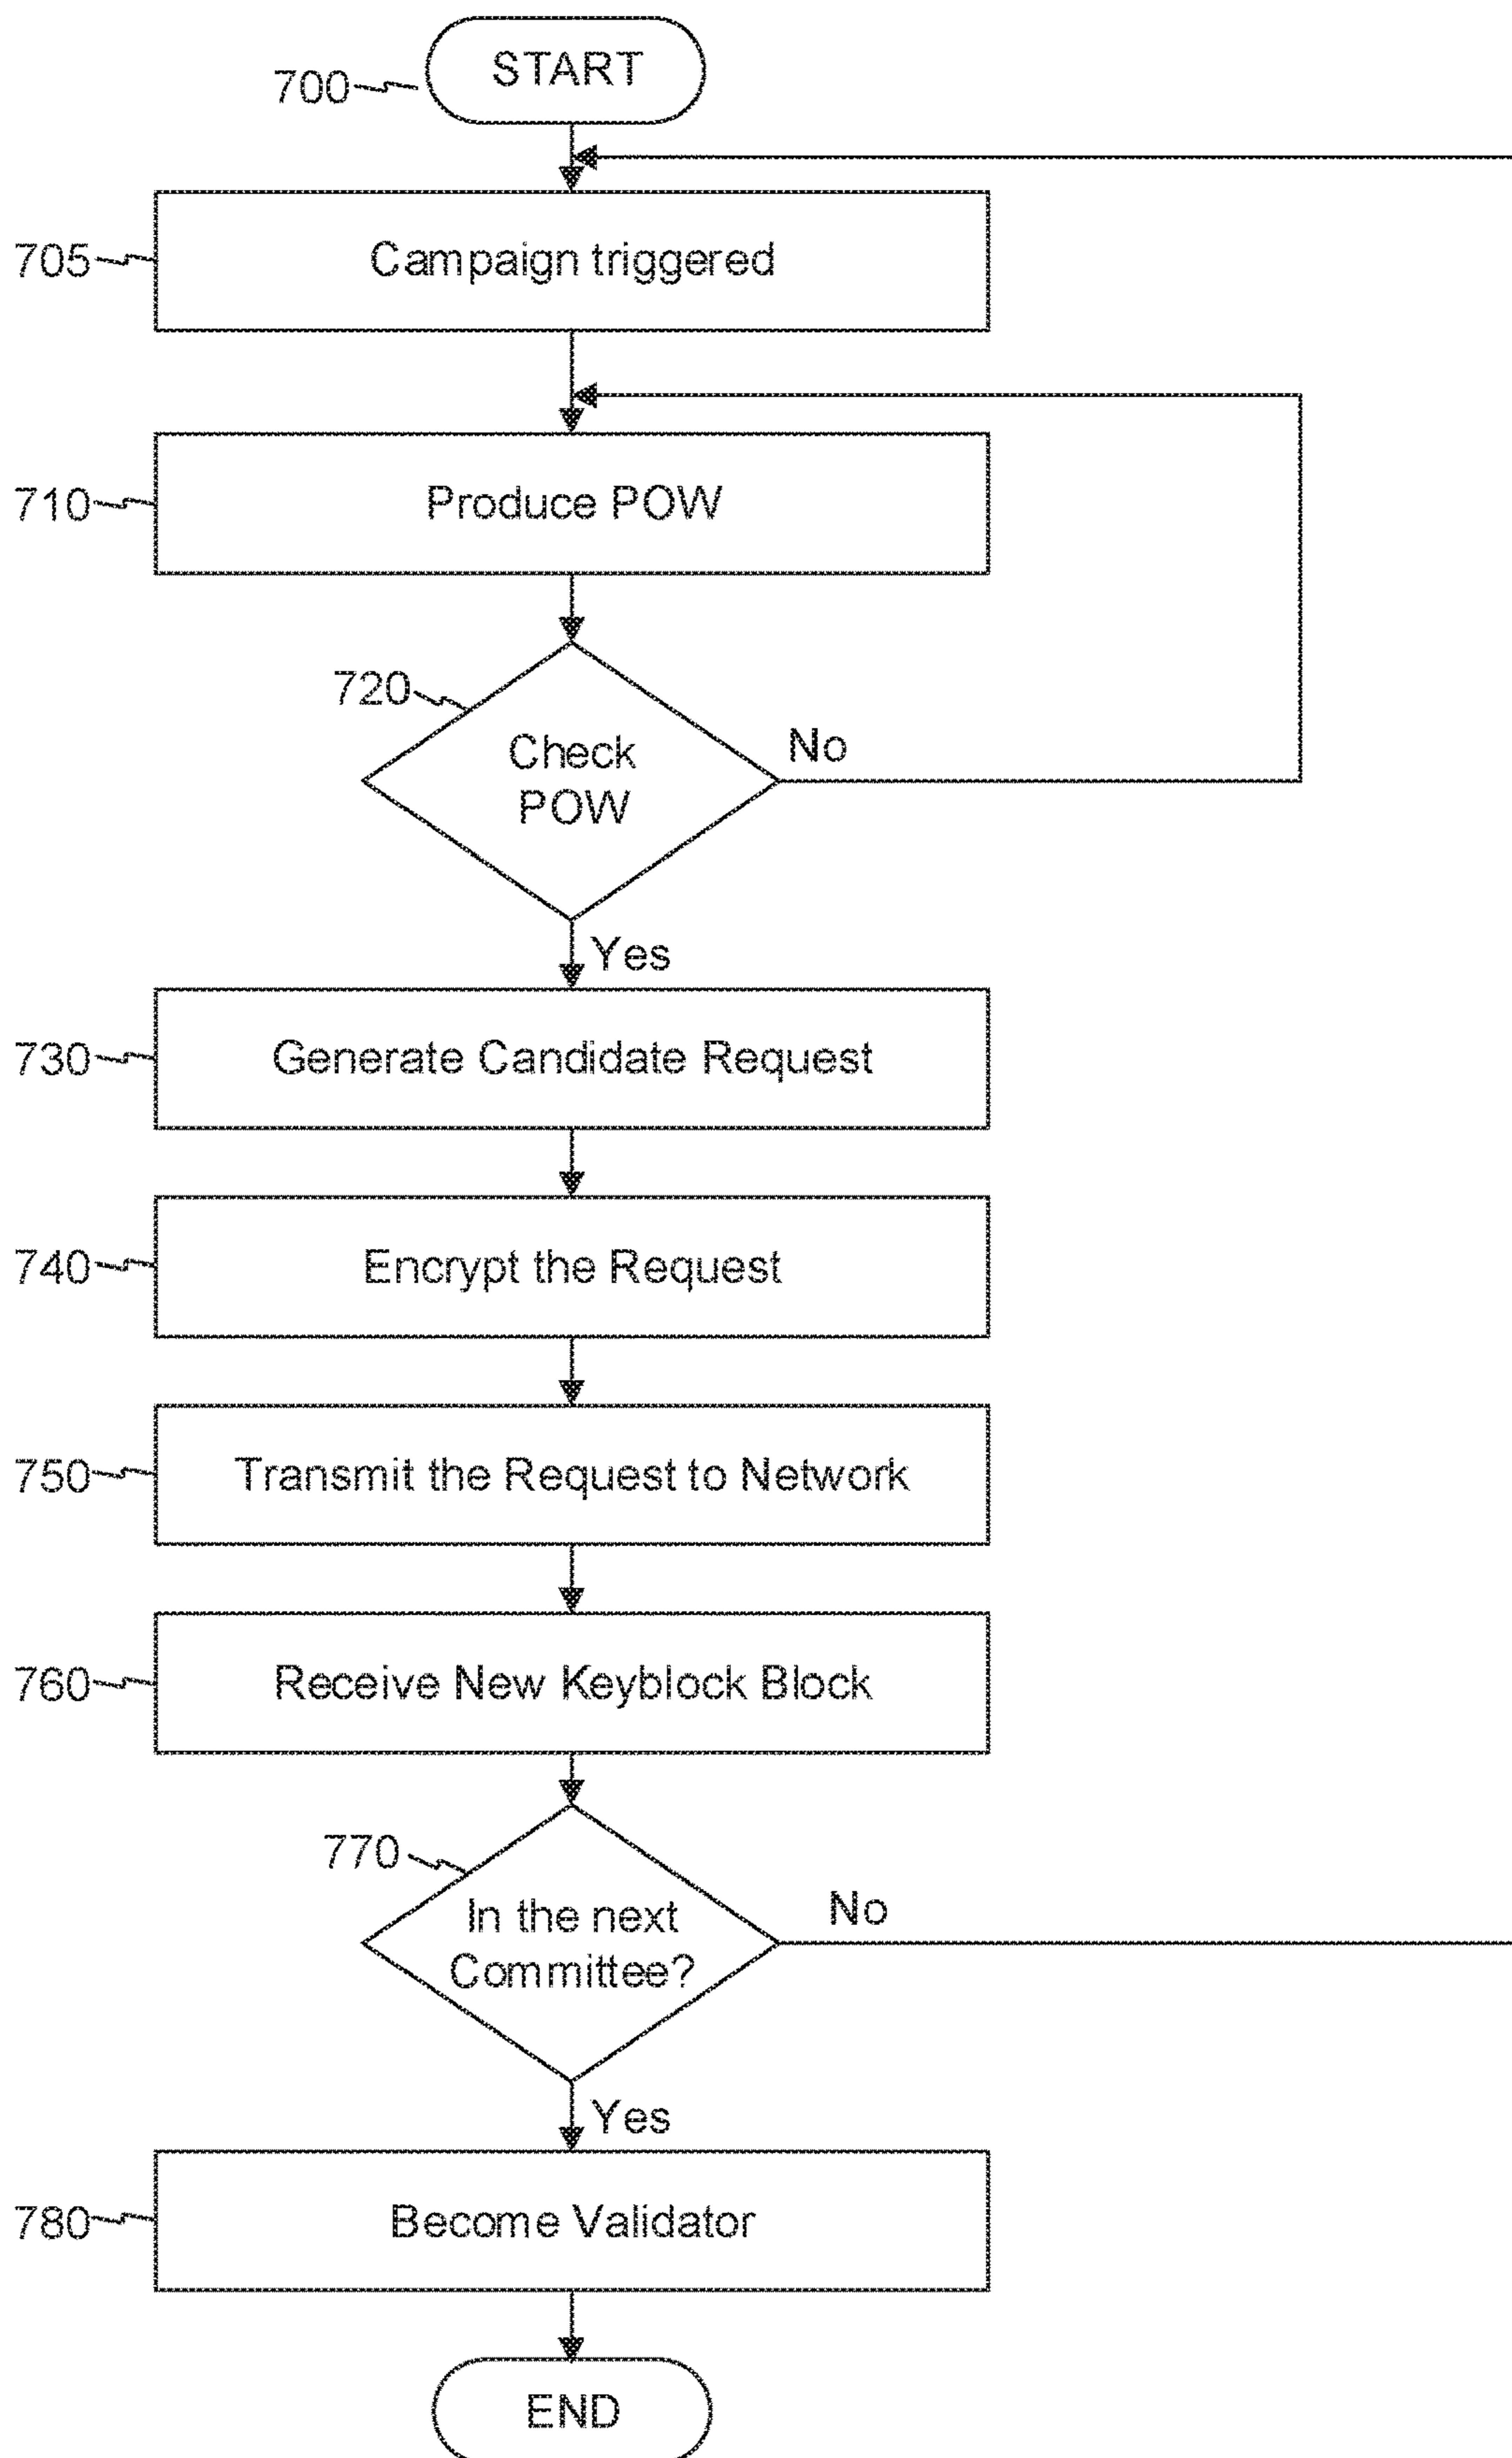 700
START
705
Campaign triggered
710
Produce POW
720
Check
POW
No
Yes
730
Generate Candidate Request
740
Encrypt the Request
750
Transmit the Request to Network
760
Receive New Keyblock Block
770
In the next
Committee?
No
Yes
780
Become Validator
END